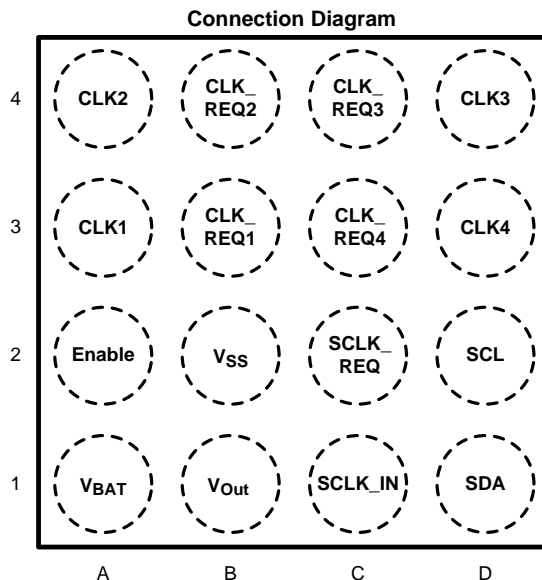 Connection Diagram
4
CLK2
CLK_
REQ2
CLK_
REQ3
CLK3
3
CLK1
CLK_
REQ1
CLK_
REQ4
CLK4
2
Enable
VSS
SCLK_
REQ
SCL
1
VBAT
VOut
SCLK_IN
SDA
A B C D